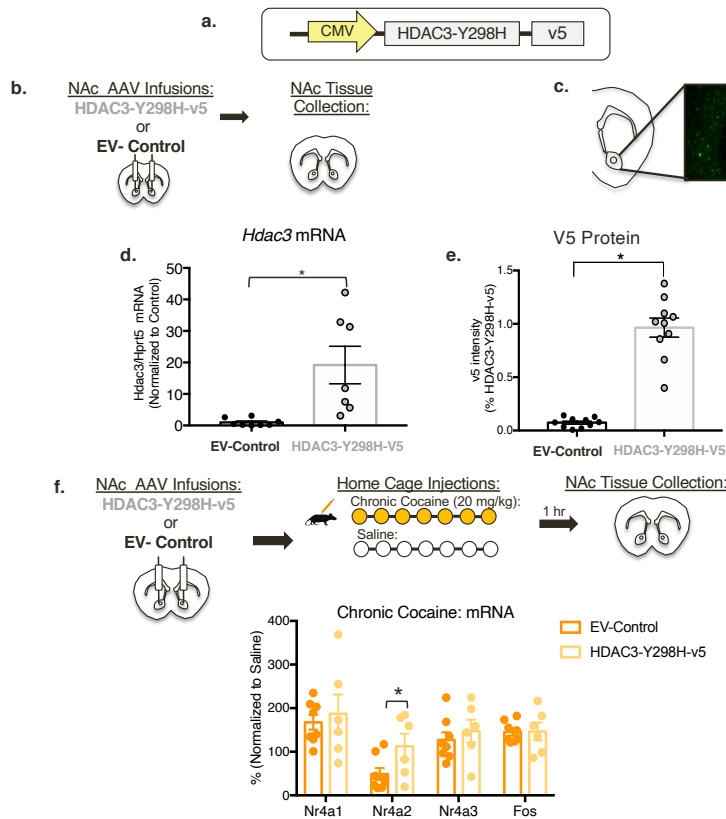 a.
CMV
HDAC3-Y298H
v5
b.
NAc AAV Infusions:
HDAC3-Y298H-v5
or
EV- Control
NAc Tissue
Collection:
c.
Hdac3 mRNA
d.
Hdac3/Hprt5 mRNA
(Normalized to Control)
50
40
30
20
10
0
*
EV-Control
HDAC3-Y298H-V5
V5 Protein
e.
v5 intensity
(% HDAC3-Y298H-v5)
1.5
1.0
0.5
0.0
*
EV-Control
HDAC3-Y298H-V5
f.
NAc AAV Infusions:
HDAC3-Y298H-v5
or
EV- Control
Home Cage Injections:
Chronic Cocaine (20 mg/kg):
Saline:
1 hr
NAc Tissue Collection:
Chronic Cocaine: mRNA
% (Normalized to Saline)
400
300
200
100
0
*
Nr4a1
Nr4a2
Nr4a3
Fos
EV-Control
HDAC3-Y298H-v5